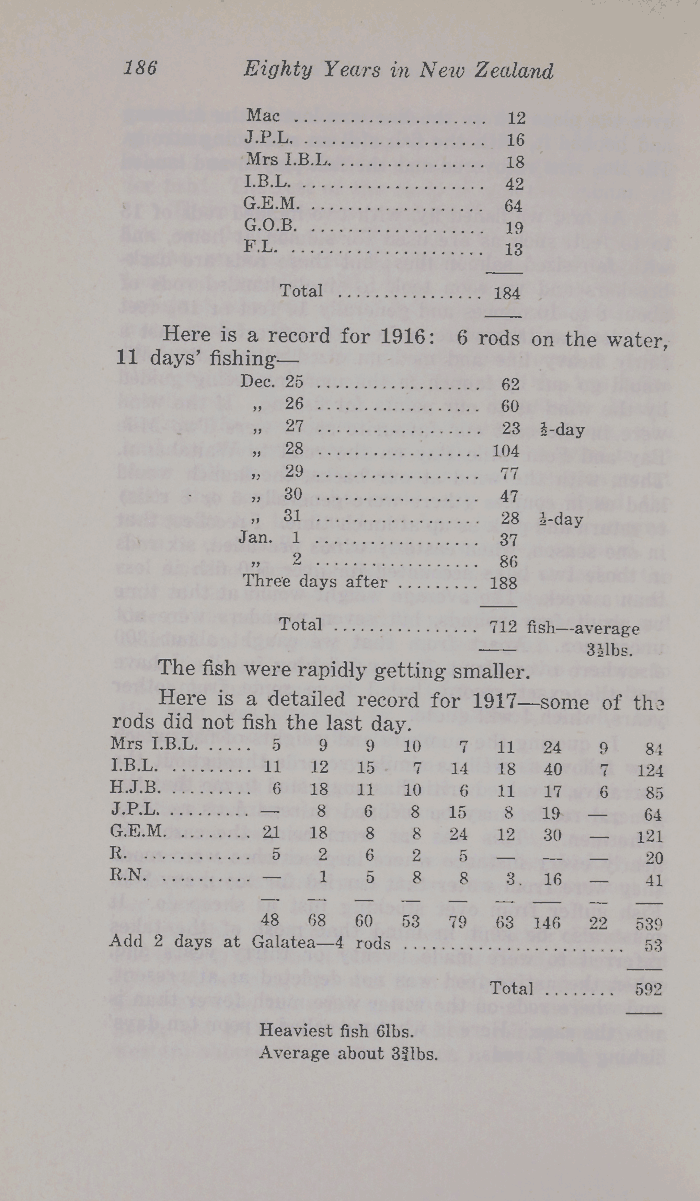 186 Eighty Years in New Zealand
Mac ..................... 12
J.P.L. .................... 16
Mrs I.B.L. ................ 18
I.B.L. .................... 42
G.E.M. ................... 64
G.O.B. ................... 19
F.L. ..................... 13
Total ................ 184
Here is a record for 1916: 6 rods on the water,
11 days' fishing—
Dec. 25 .................. 62
„ 26 .................. 60
„ 27 .................. 23 ½-day
„ 28 .................. 104
„ 29 .................. 77
„ 30 .................. 47
„ 31 .................. 28 ½-day
Jan. 1 .................. 37
„ 2 .................. 86
Three days after ......... 188
Total ................ 712 fish—average
3½lbs.
The fish were rapidly getting smaller.
Here is a detailed record for 1917—some of the
rods did not fish the last day.
Mrs I.B.L. ..... 5 9 9 10 7 11 24 9 84
I.B.L. ......... 11 12 15 7 14 18 40 7 124
H.J.B. ......... 6 18 11 10 6 11 17 6 85
J.P.L. ......... — 8 6 8 15 8 19 — 64
G.E.M. ......... 21 18 8 8 24 12 30 — 121
R. ............ 5 2 6 2 5 — — — 20
R.N. .......... — 1 5 8 8 3 16 — 41
48 68 60 53 79 63 146 22 539
Add 2 days at Galatea—4 rods ........................ 53
Total ........ 592
Heaviest fish 6lbs.
Average about 3¾lbs.